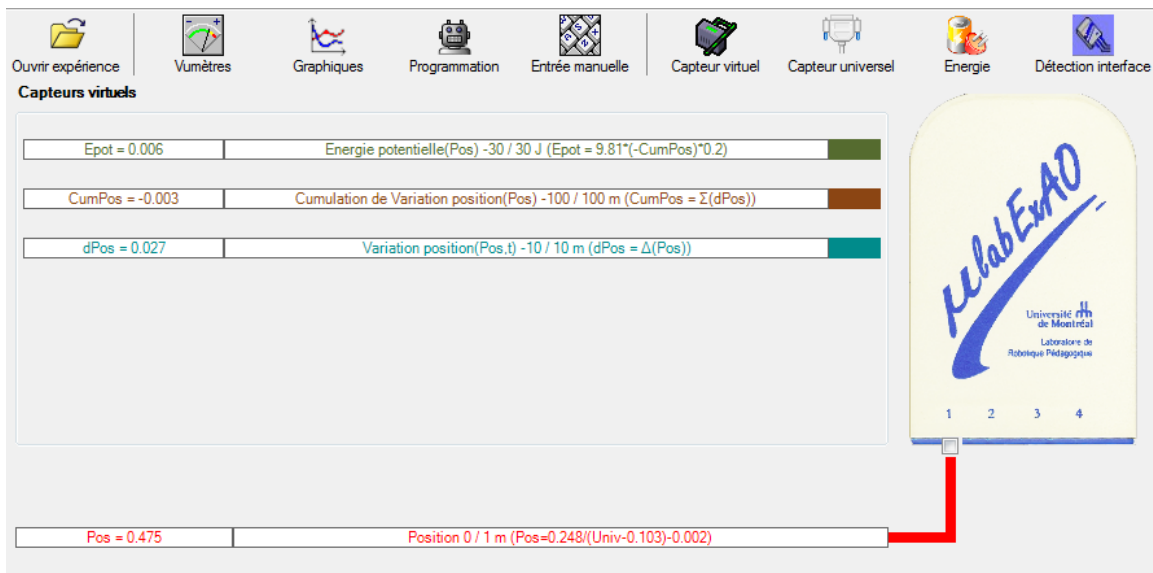 Ouvrir expérience Vumètres Graphiques Programmation Entrée manuelle Capteur virtuel Capteur universel Energie Détection interface
Capteurs virtuels
Epot = 0.006 Energie potentielle(Pos) -30 / 30 J (Epot = 9.81*(-CumPos)*0.2)
CumPos = -0.003 Cumulation de Variation position(Pos) -100 / 100 m (CumPos = Σ(dPos))
dPos = 0.027 Variation position(Pos,t) -10 / 10 m (dPos = Δ(Pos))
µlabExAO
Université
de Montréal
Laboratoire de
Robotique Pédagogique
1 2 3 4
Pos = 0.475 Position 0 / 1 m (Pos=0.248/(Univ-0.103)-0.002)